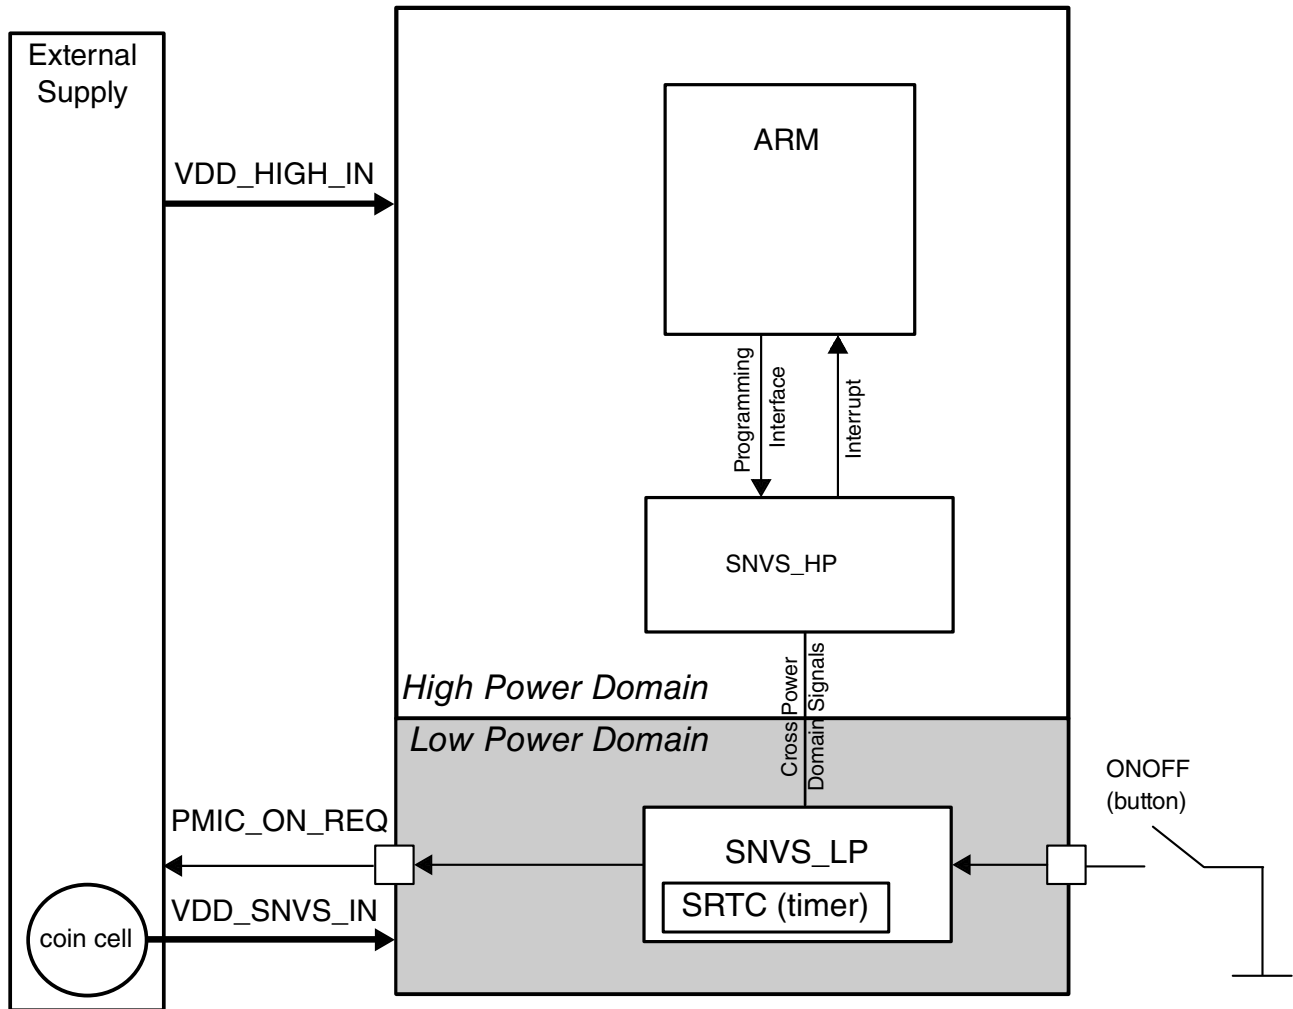 External
Supply
VDD_HIGH_IN
ARM
Programming
Interface
Interrupt
SNVS_HP
Cross Power
Domain Signals
High Power Domain
Low Power Domain
ONOFF
(button)
PMIC_ON_REQ
SNVS_LP
SRTC (timer)
VDD_SNVS_IN
coin cell